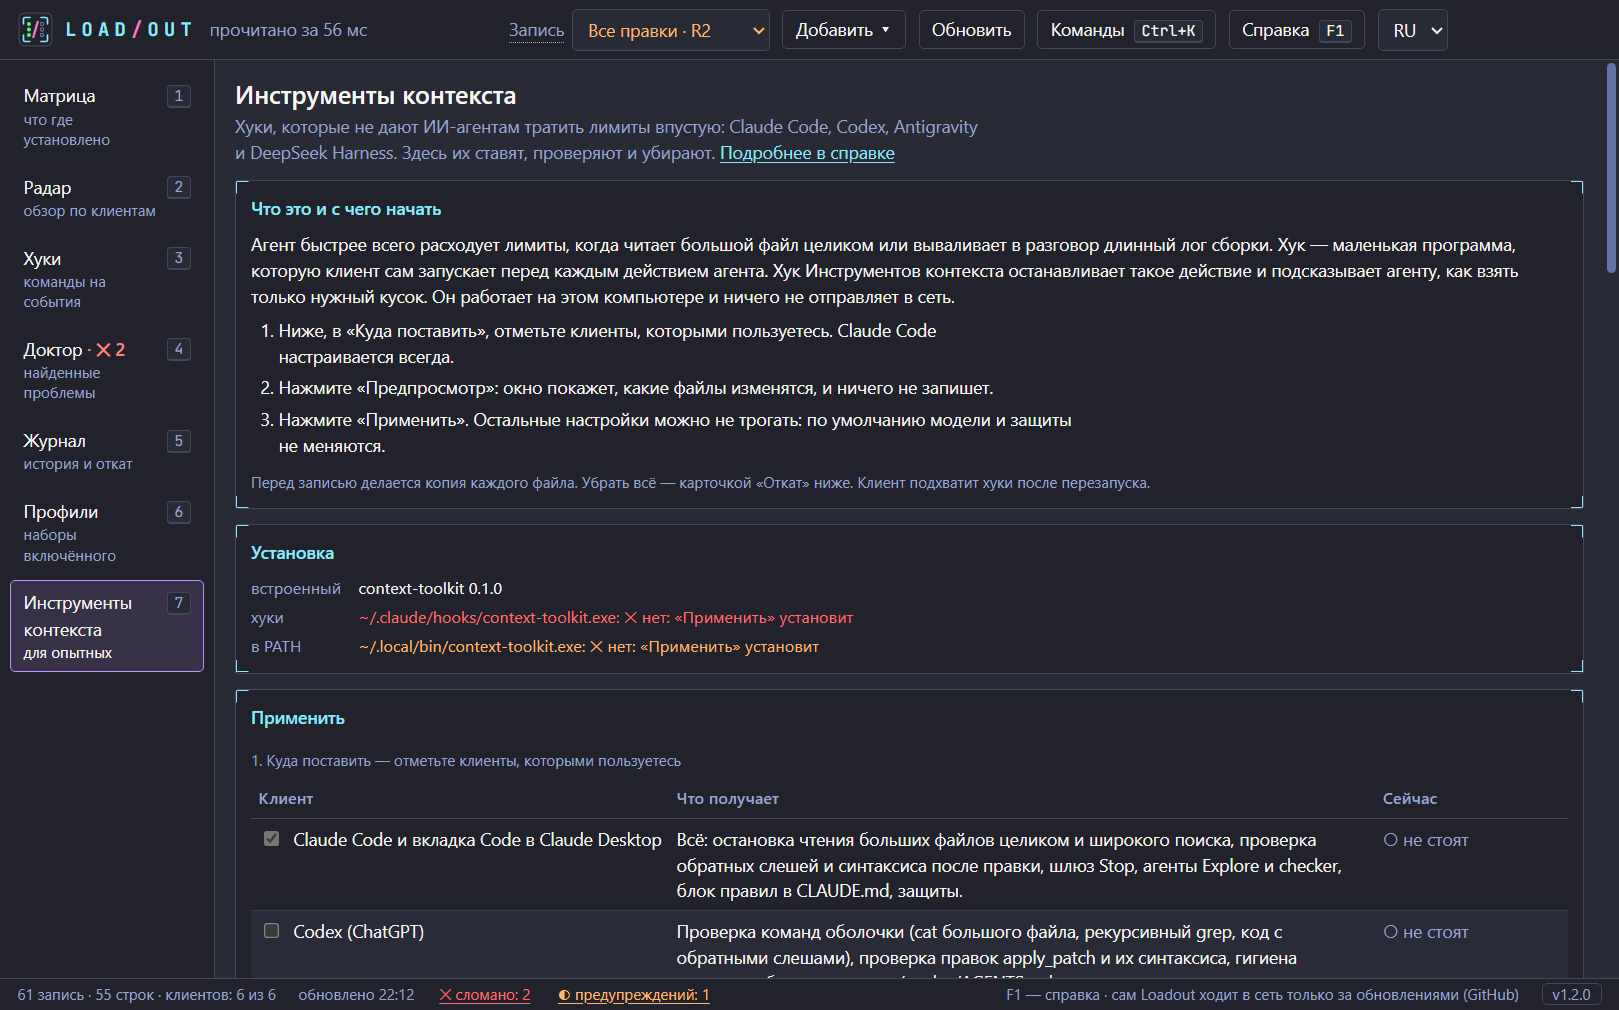 LOAD/OUT прочитано за 56 мс Запись Все правки · R2 Добавить ▼ Обновить Команды Ctrl+K Справка F1 RU
Матрица 1
что где
установлено
Радар 2
обзор по клиентам
Хуки 3
команды на
события
Доктор · ✕ 2 4
найденные
проблемы
Журнал 5
история и откат
Профили 6
наборы
включённого
Инструменты 7
контекста
для опытных
Инструменты контекста
Хуки, которые не дают ИИ-агентам тратить лимиты впустую: Claude Code, Codex, Antigravity
и DeepSeek Harness. Здесь их ставят, проверяют и убирают. Подробнее в справке
Что это и с чего начать
Агент быстрее всего расходует лимиты, когда читает большой файл целиком или вываливает в разговор длинный лог сборки. Хук — маленькая программа,
которую клиент сам запускает перед каждым действием агента. Хук Инструментов контекста останавливает такое действие и подсказывает агенту, как взять
только нужный кусок. Он работает на этом компьютере и ничего не отправляет в сеть.
1. Ниже, в «Куда поставить», отметьте клиенты, которыми пользуетесь. Claude Code
настраивается всегда.
2. Нажмите «Предпросмотр»: окно покажет, какие файлы изменятся, и ничего не запишет.
3. Нажмите «Применить». Остальные настройки можно не трогать: по умолчанию модели и защиты
не меняются.
Перед записью делается копия каждого файла. Убрать всё — карточкой «Откат» ниже. Клиент подхватит хуки после перезапуска.
Установка
встроенный context-toolkit 0.1.0
хуки ~/.claude/hooks/context-toolkit.exe: ✕ нет: «Применить» установит
в PATH ~/.local/bin/context-toolkit.exe: ✕ нет: «Применить» установит
Применить
1. Куда поставить — отметьте клиенты, которыми пользуетесь
Клиент Что получает Сейчас
Claude Code и вкладка Code в Claude Desktop Всё: остановка чтения больших файлов целиком и широкого поиска, проверка ○ не стоят
обратных слешей и синтаксиса после правки, шлюз Stop, агенты Explore и checker,
блок правил в CLAUDE.md, защиты.
Codex (ChatGPT) Проверка команд оболочки (cat большого файла, рекурсивный grep, код с ○ не стоят
обратными слешами), проверка правок apply_patch и их синтаксиса, гигиена
61 запись · 55 строк · клиентов: 6 из 6 обновлено 22:12 ✕ сломано: 2 ◐ предупреждений: 1 F1 — справка · сам Loadout ходит в сеть только за обновлениями (GitHub) v1.2.0